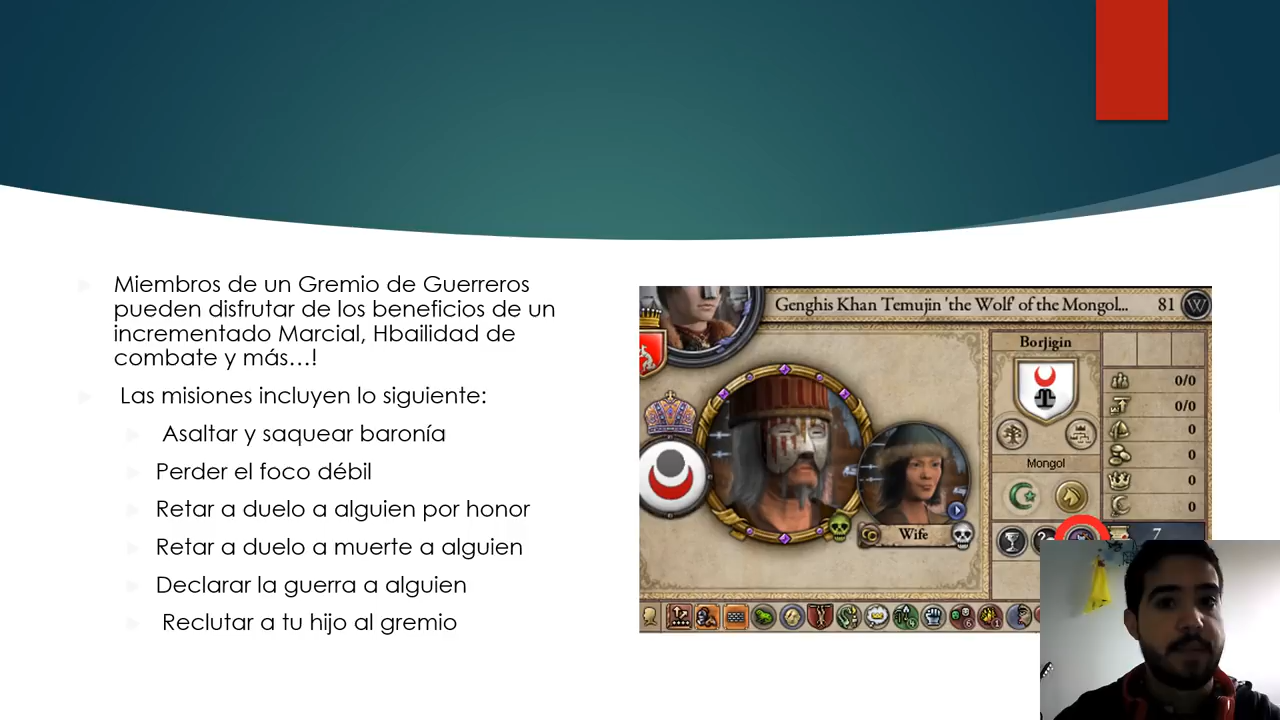 Miembros de un Gremio de Guerreros
pueden disfrutar de los beneficios de un
incrementado Marcial, Hbailidad de
combate y más…!
Las misiones incluyen lo siguiente:
Asaltar y saquear baronía
Perder el foco débil
Retar a duelo a alguien por honor
Retar a duelo a muerte a alguien
Declarar la guerra a alguien
Reclutar a tu hijo al gremio
Genghis Khan Temujin 'the Wolf' of the Mongol... 81 W
Borjigin
0/0
0/0
0
0
Mongol
0
0
Wife
?
7
6
1